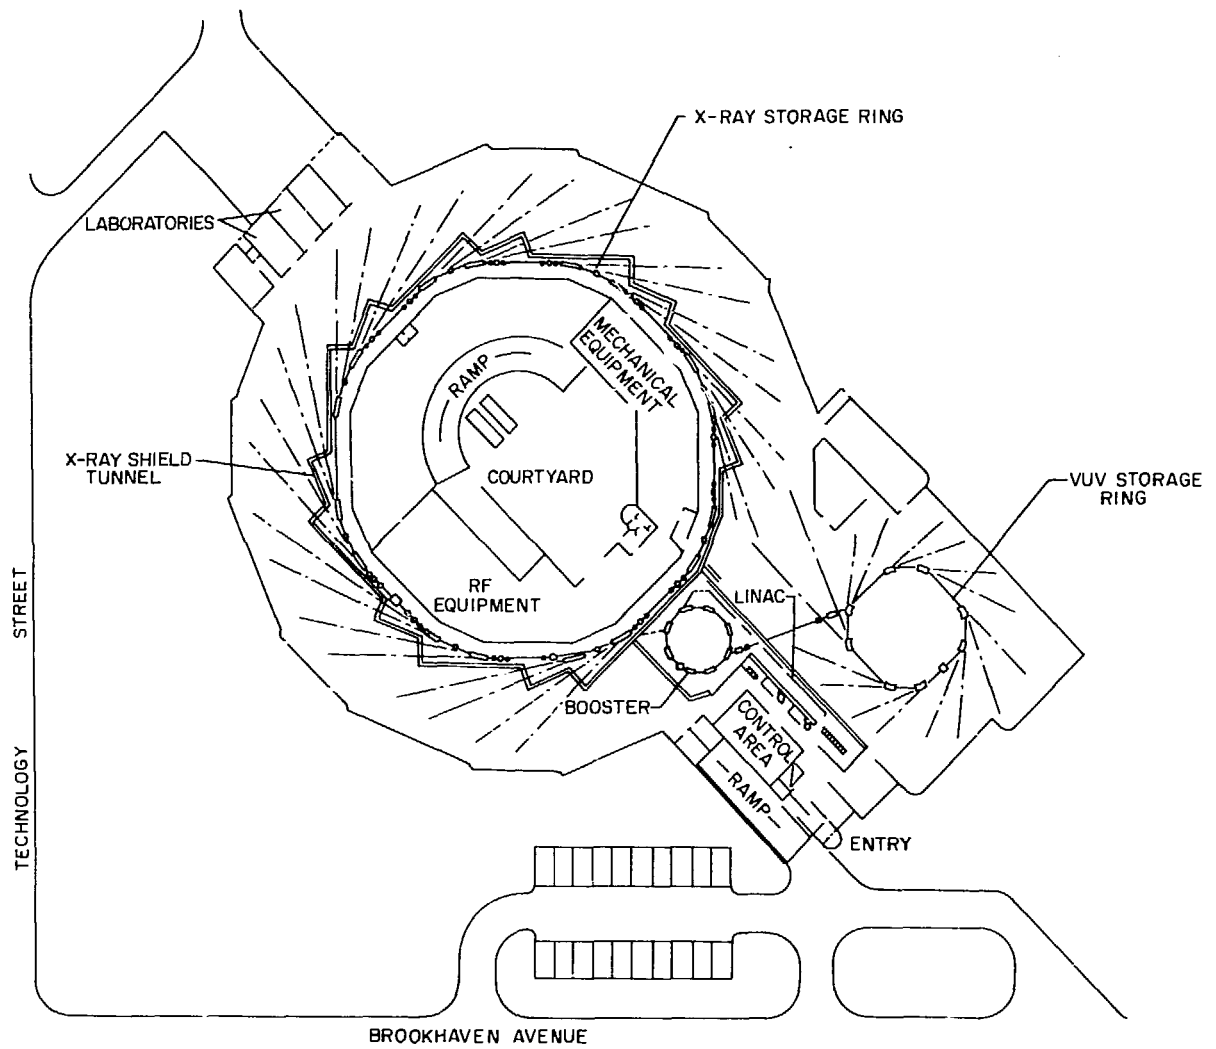 X-RAY STORAGE RING
LABORATORIES
MECHANICAL
EQUIPMENT
RAMP
X-RAY SHIELD
TUNNEL
COURTYARD
VUV STORAGE
RING
RF
EQUIPMENT
LINAC
BOOSTER
CONTROL
AREA
RAMP
ENTRY
TECHNOLOGY STREET
BROOKHAVEN AVENUE